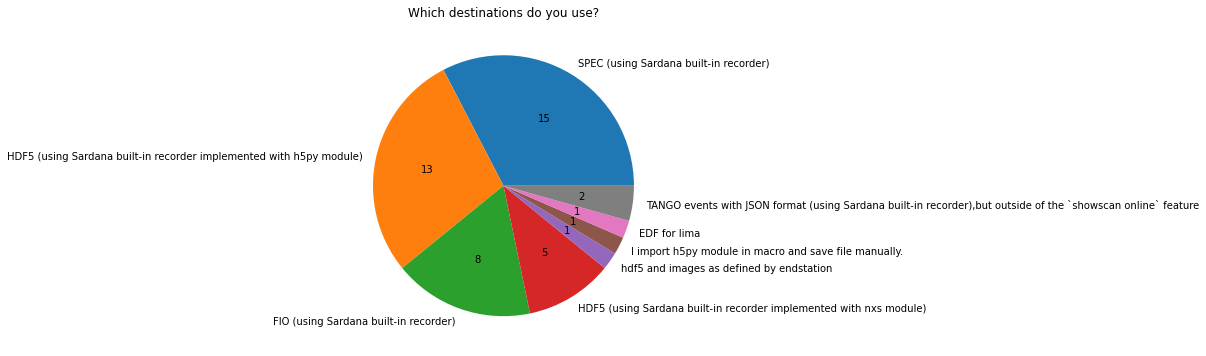 Which destinations do you use?
SPEC (using Sardana built-in recorder)
15
HDF5 (using Sardana built-in recorder implemented with h5py module)
13
2
TANGO events with JSON format (using Sardana built-in recorder),but outside of the `showscan online` feature
1
EDF for lima
1
I import h5py module in macro and save file manually.
1
hdf5 and images as defined by endstation
5
HDF5 (using Sardana built-in recorder implemented with nxs module)
8
FIO (using Sardana built-in recorder)